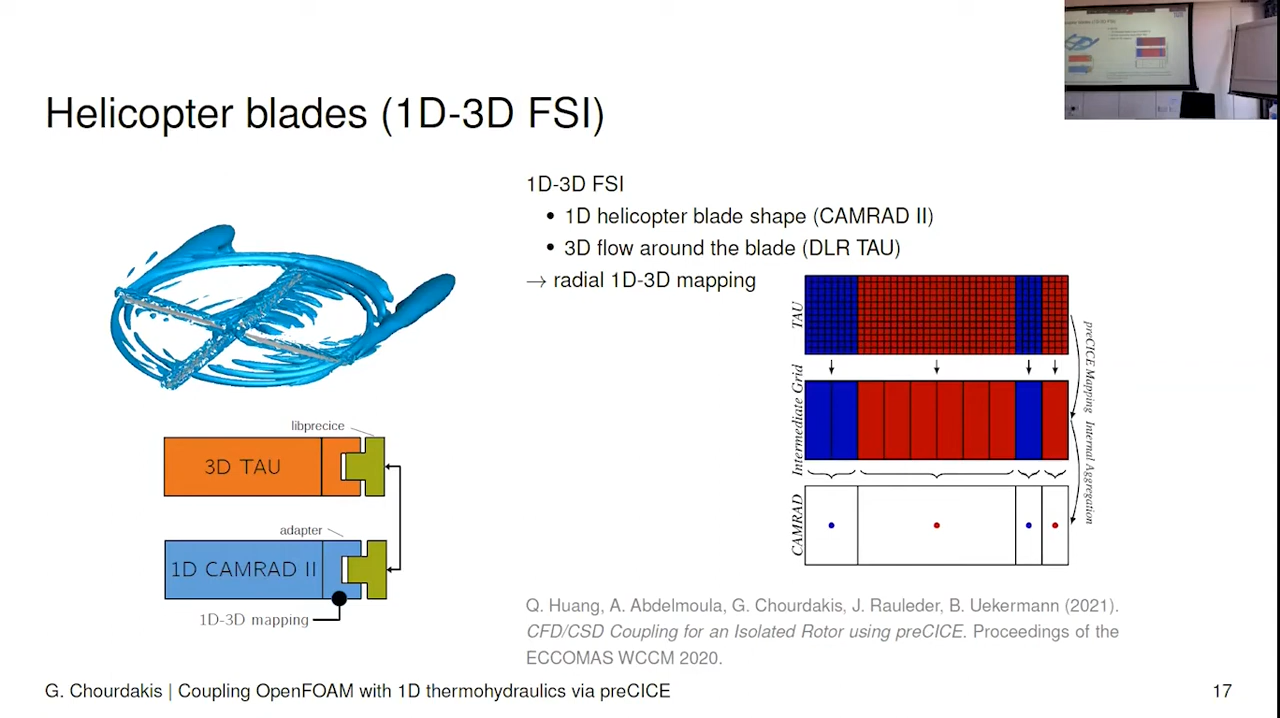 Helicopter blades (1D-3D FSI)
1D-3D FSI
• 1D helicopter blade shape (CAMRAD II)
• 3D flow around the blade (DLR TAU)
→ radial 1D-3D mapping
libprecice
3D TAU
adapter
1D CAMRAD II
1D-3D mapping
TAU
Intermediate Grid
CAMRAD
preCICE Mapping
Internal Aggregation
Q. Huang, A. Abdelmoula, G. Chourdakis, J. Rauleder, B. Uekermann (2021).
CFD/CSD Coupling for an Isolated Rotor using preCICE. Proceedings of the
ECCOMAS WCCM 2020.
G. Chourdakis | Coupling OpenFOAM with 1D thermohydraulics via preCICE
17